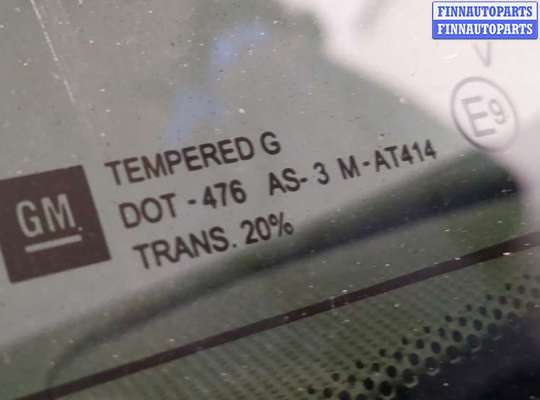 FINNAUTOPARTS
FINNAUTOPARTS
V
E9
TEMPERED G
GM
DOT - 476 AS- 3 M - AT414
TRANS. 20%